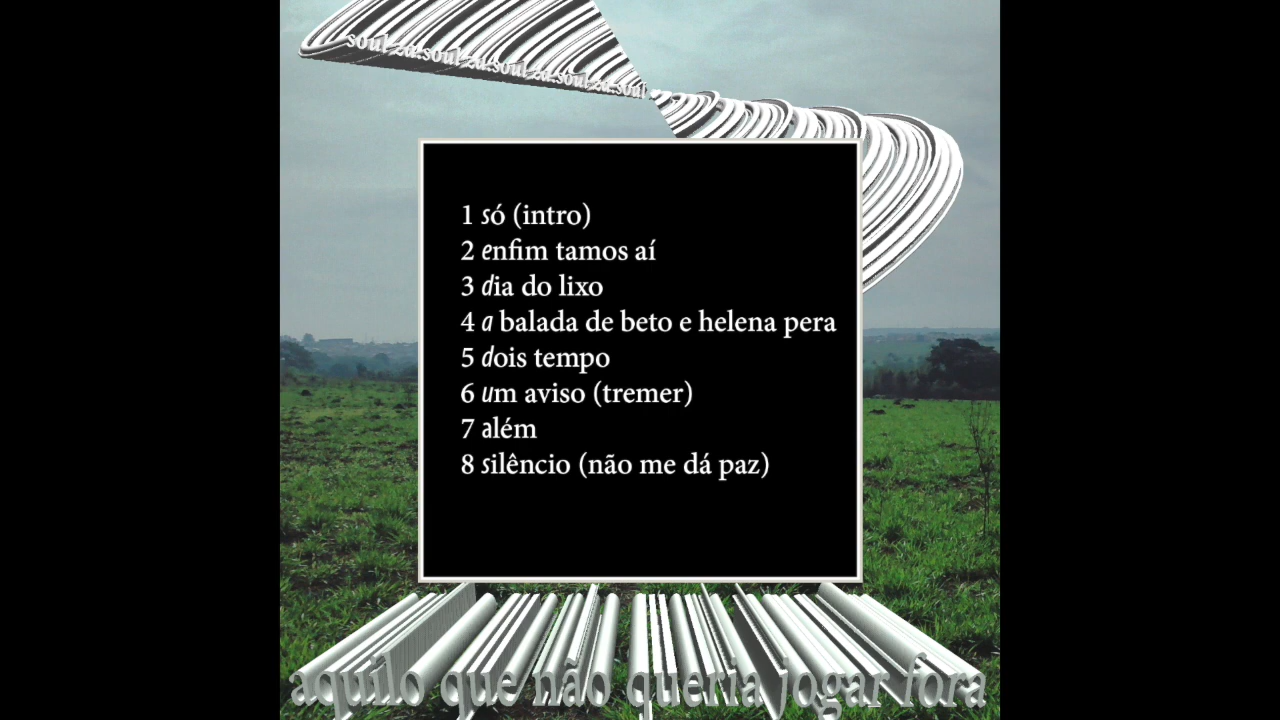 soul za.soul za.soul za.soul za.soul
1 só (intro)
2 enfim tamos aí
3 dia do lixo
4 a balada de beto e helena pera
5 dois tempo
6 um aviso (tremer)
7 além
8 silêncio (não me dá paz)
aquilo que não queria jogar fora